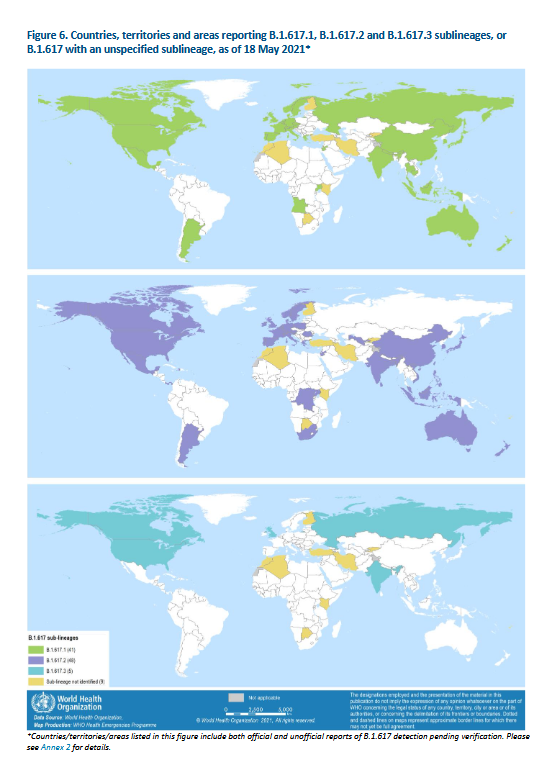 Figure 6. Countries, territories and areas reporting B.1.617.1, B.1.617.2 and B.1.617.3 sublineages, or
B.1.617 with an unspecified sublineage, as of 18 May 2021*
B.1.617 sub-lineages
B.1.617.1 (41)
B.1.617.2 (48)
B.1.617.3 (6)
Sub-lineage not identified (9)
World Health
Organization
Data Source: World Health Organization,
Map Production: WHO Health Emergencies Programme
Not applicable
0 2,000 5,000
© World Health Organization 2021, All rights reserved.
The designations employed and the presentation of the material in this
publication do not imply the expression of any opinion whatsoever on the part of
WHO concerning the legal status of any country, territory, city or area or of its
authorities, or concerning the delimitation of its frontiers or boundaries. Dotted
and dashed lines on maps represent approximate border lines for which there
may not yet be full agreement.
*Countries/territories/areas listed in this figure include both official and unofficial reports of B.1.617 detection pending verification. Please
see Annex 2 for details.